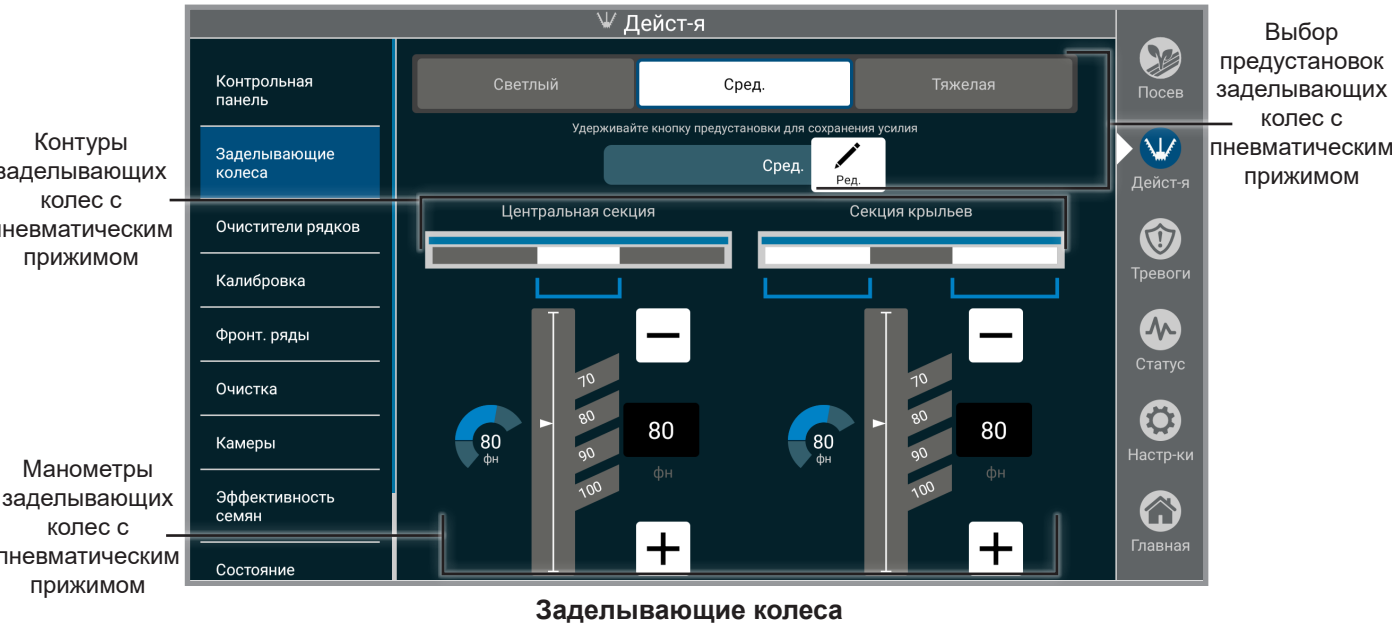 Дейст-я
Контрольная
панель
Заделывающие
колеса
Очистители рядков
Калибровка
Фронт. ряды
Очистка
Камеры
Эффективность
семян
Состояние
Светлый
Сред.
Тяжелая
Удерживайте кнопку предустановки для сохранения усилия
Сред.
Ред.
Центральная секция
Секция крыльев
70
80
90
100
80
фн
80
фн
70
80
90
100
80
фн
80
фн
Посев
Дейст-я
Тревоги
Статус
Настр-ки
Главная
Контуры
заделывающих
колес с
пневматическим
прижимом
Манометры
заделывающих
колес с
пневматическим
прижимом
Выбор
предустановок
заделывающих
колес с
пневматическим
прижимом
Заделывающие колеса